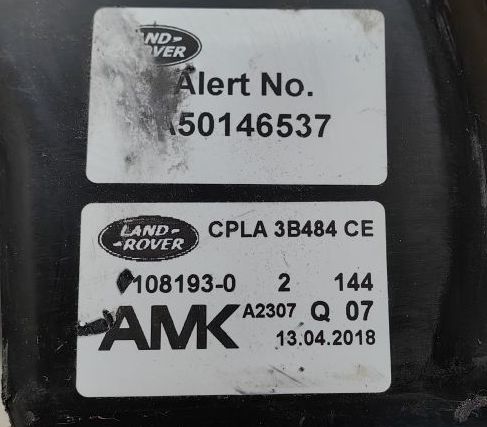 LAND-
-ROVER
Alert No.
A50146537
LAND-
-ROVER
CPLA 3B484 CE
108193-0 2 144
AMK A2307 Q 07
13.04.2018